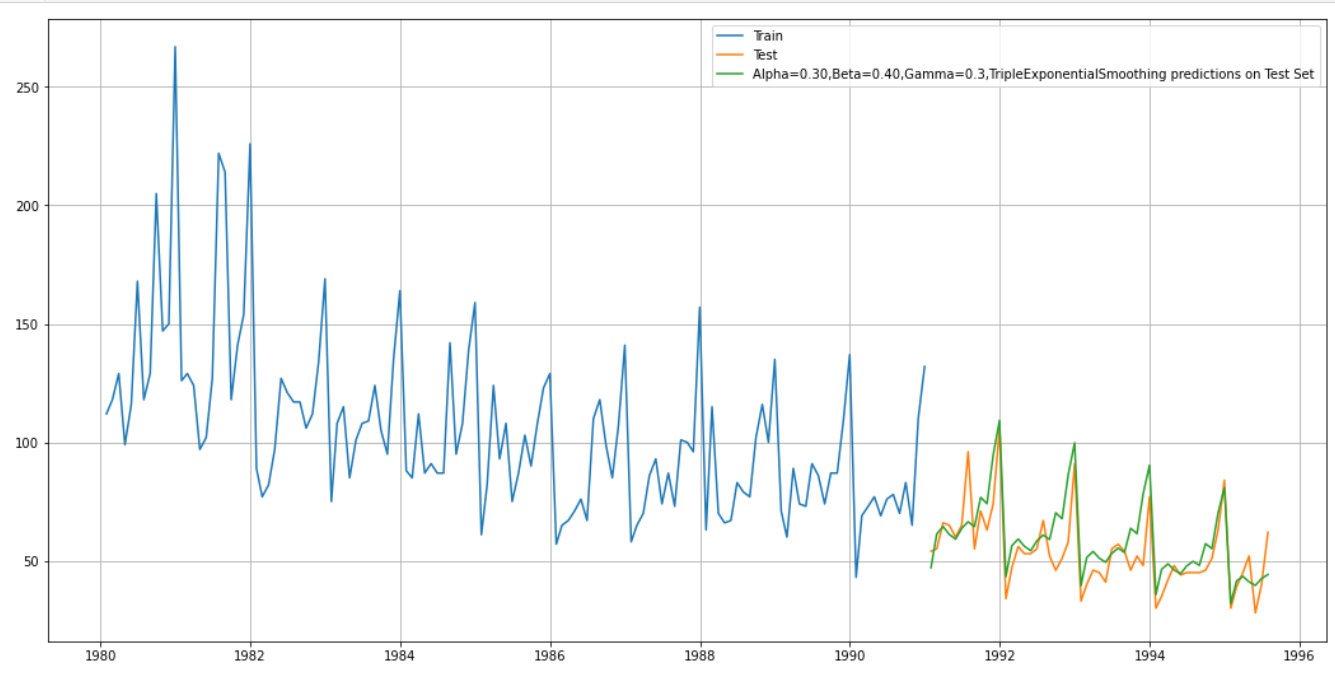 Train
Test
Alpha=0.30,Beta=0.40,Gamma=0.3,TripleExponentialSmoothing predictions on Test Set
250
200
150
100
50
1980 1982 1984 1986 1988 1990 1992 1994 1996